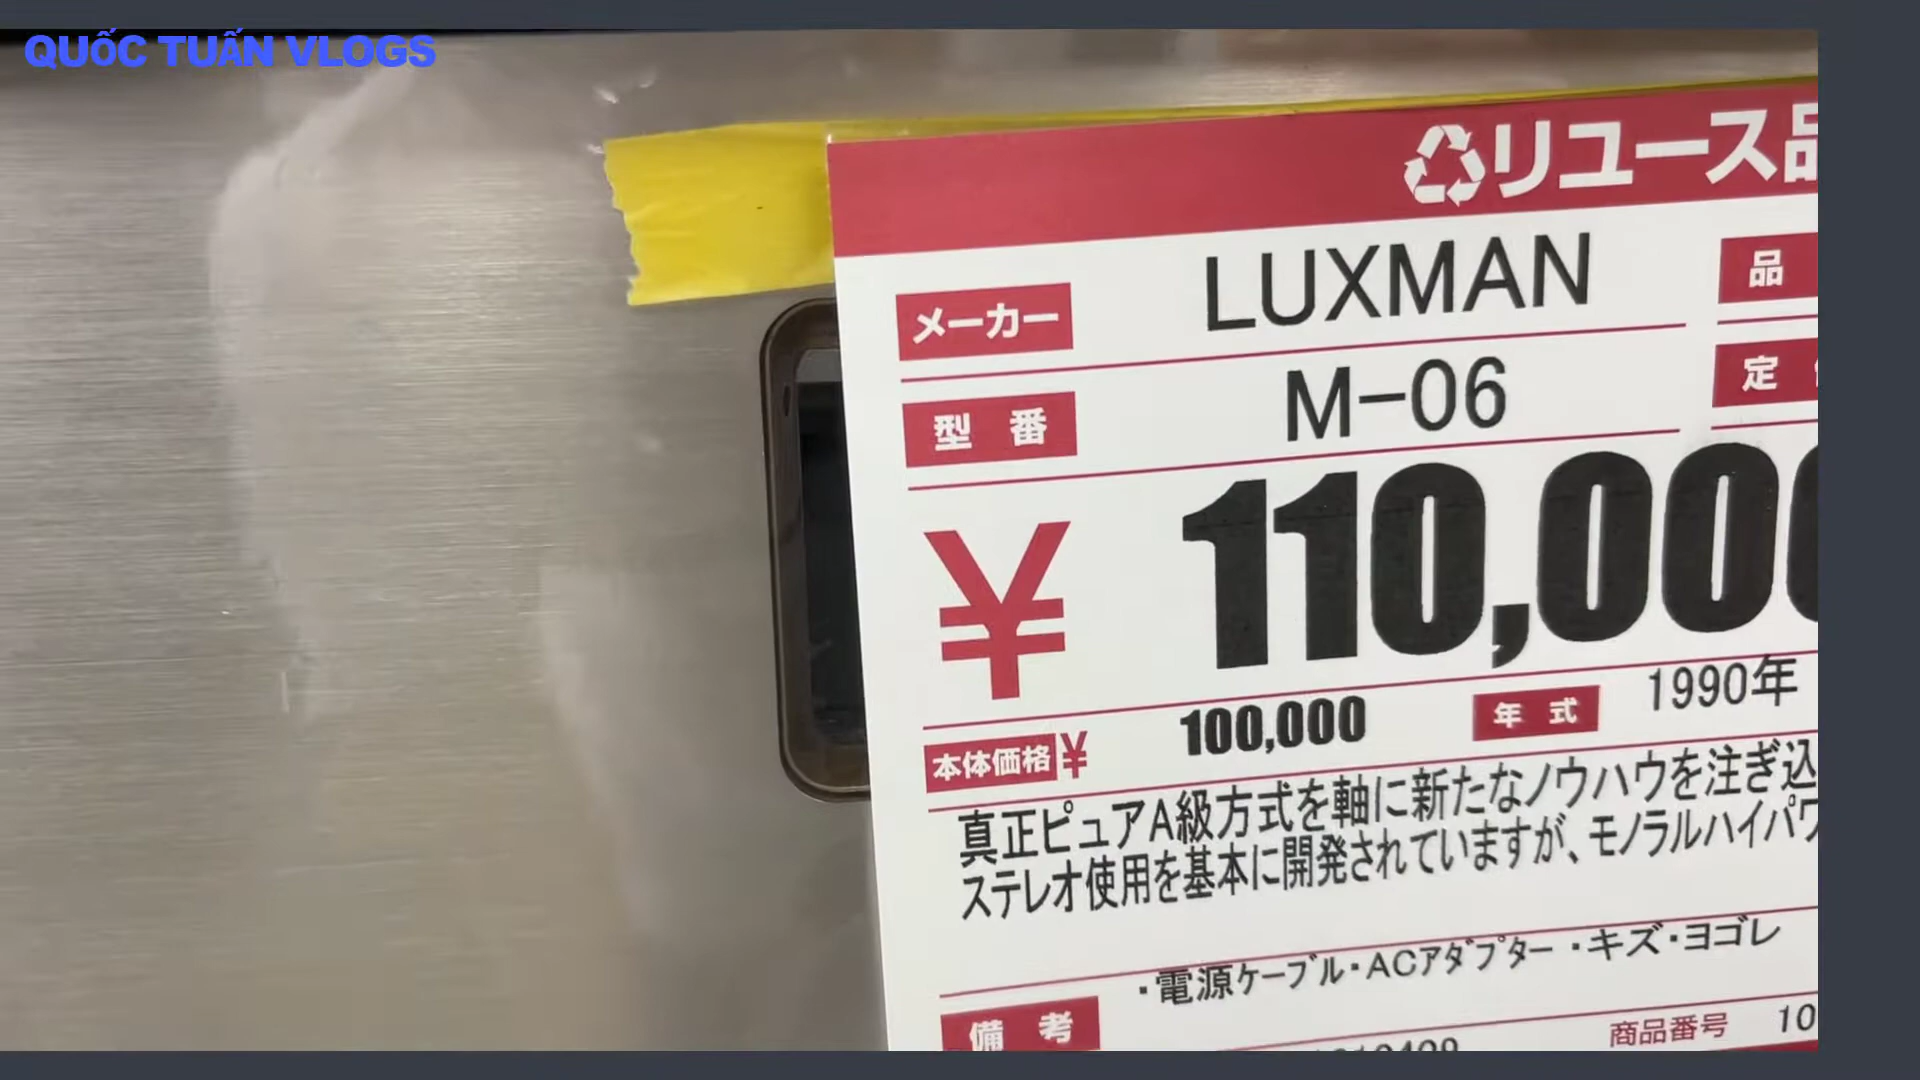 QUỐC TUẤN VLOGS
リユース品
メーカー LUXMAN 品
型番 M-06 定
¥ 110,000
本体価格¥ 100,000 年式 1990年
真正ピュアA級方式を軸に新たなノウハウを注ぎ込
ステレオ使用を基本に開発されていますが、モノラルハイパワ
・電源ケーブル・ACアダプター ・キズ・ヨゴレ
備考
商品番号 10